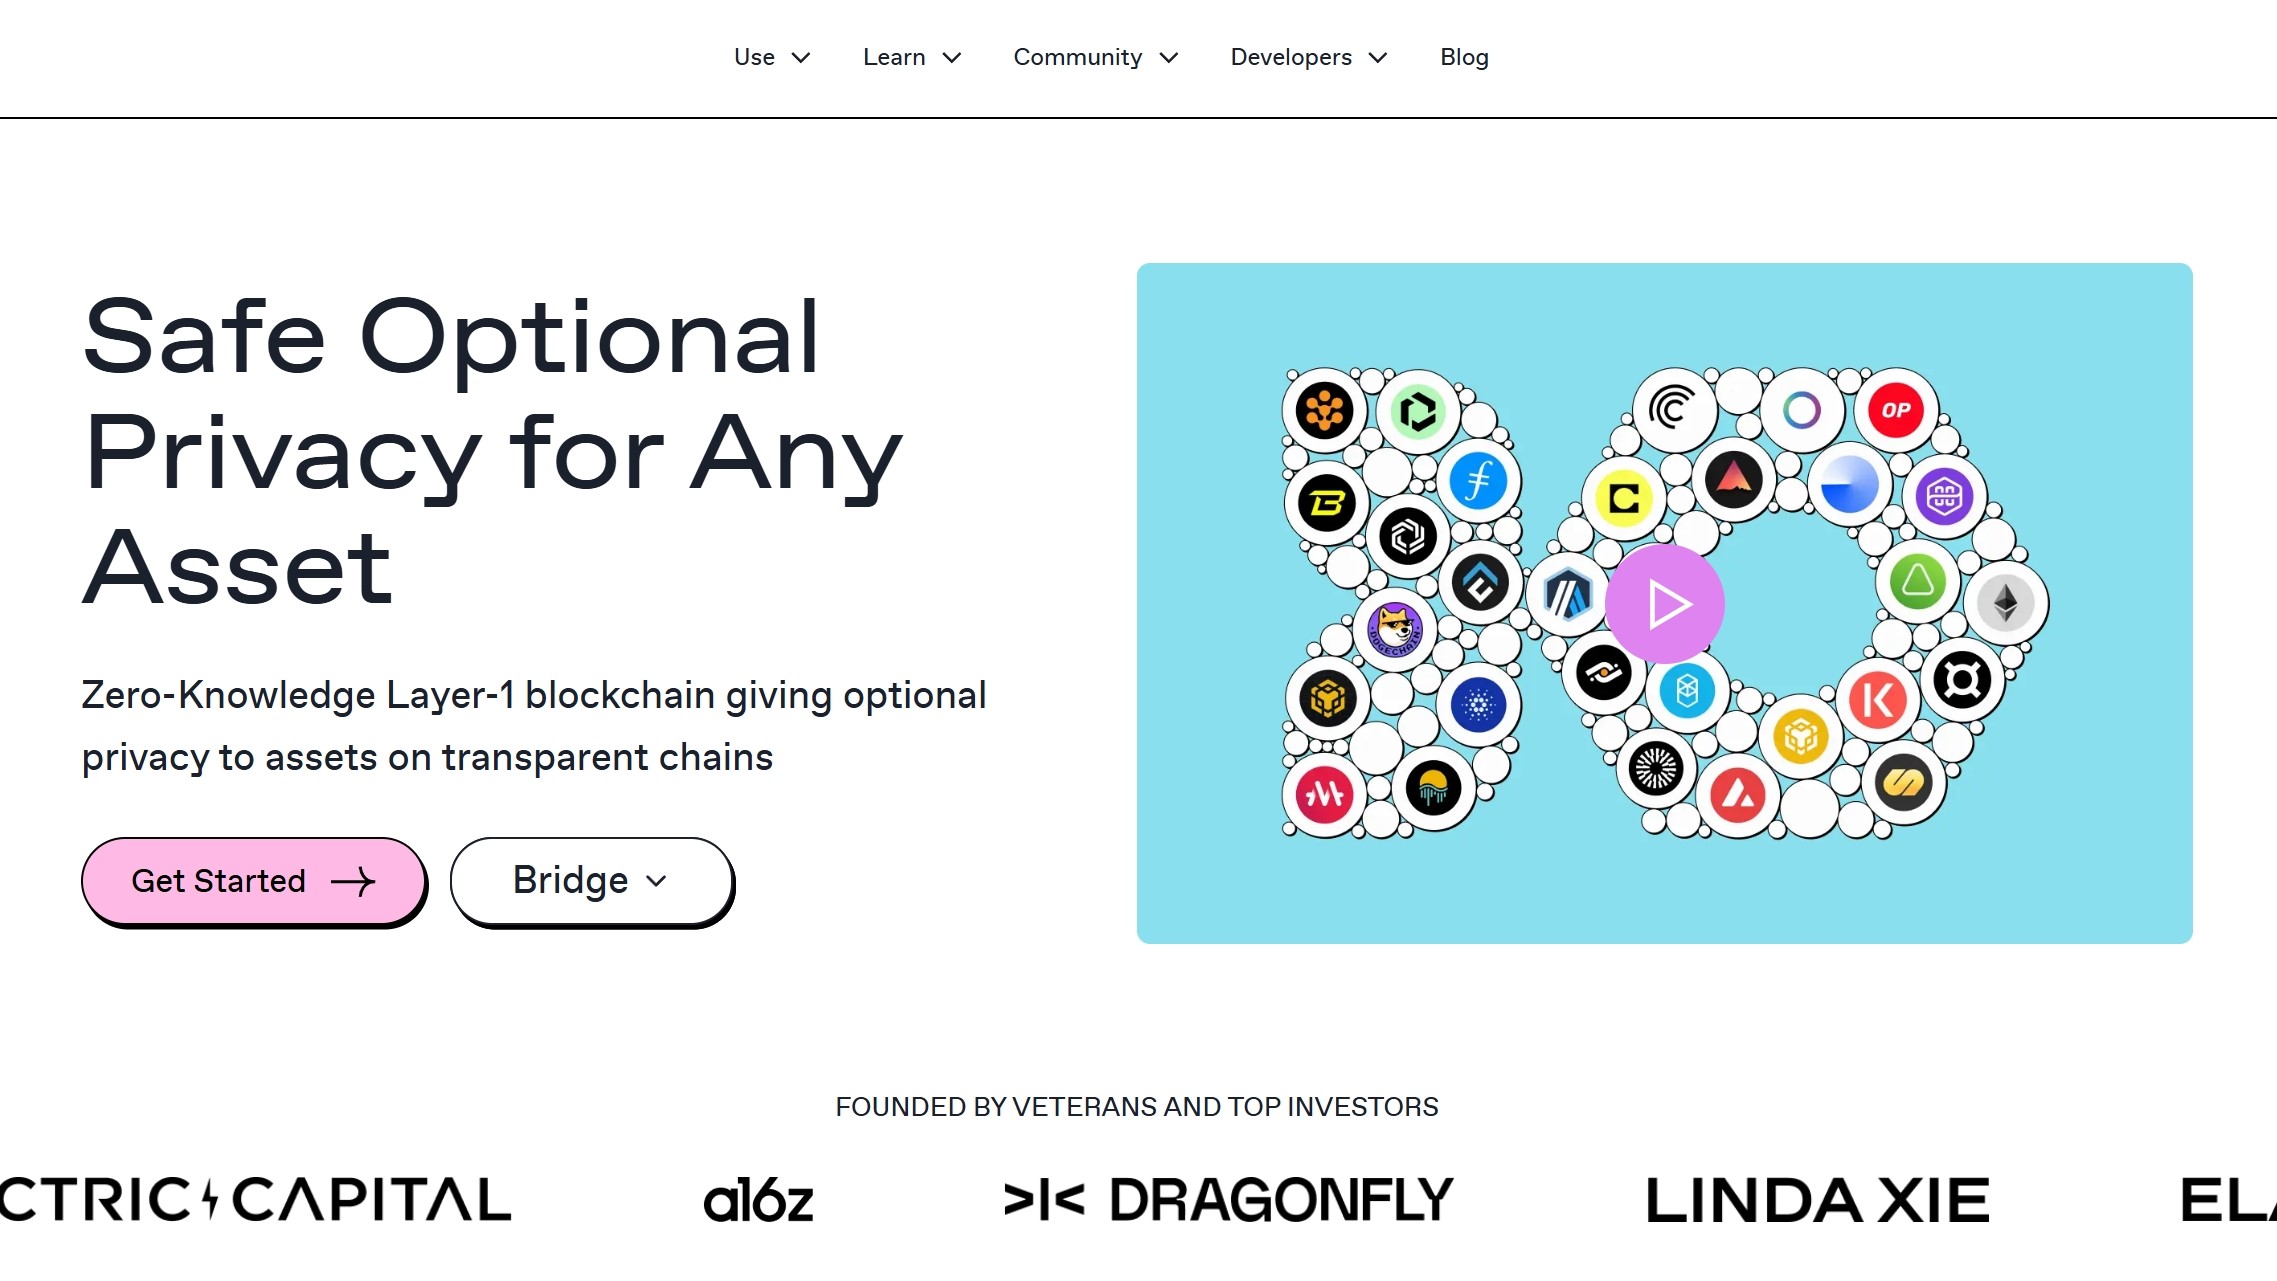 Use
Learn
Community
Developers
Blog
Safe Optional
Privacy for Any
Asset
Zero-Knowledge Layer-1 blockchain giving optional
privacy to assets on transparent chains
Get Started
Bridge
OP
DOGECHAIN
FOUNDED BY VETERANS AND TOP INVESTORS
CTRIC CAPITAL
a16z
DRAGONFLY
LINDA XIE
ELA